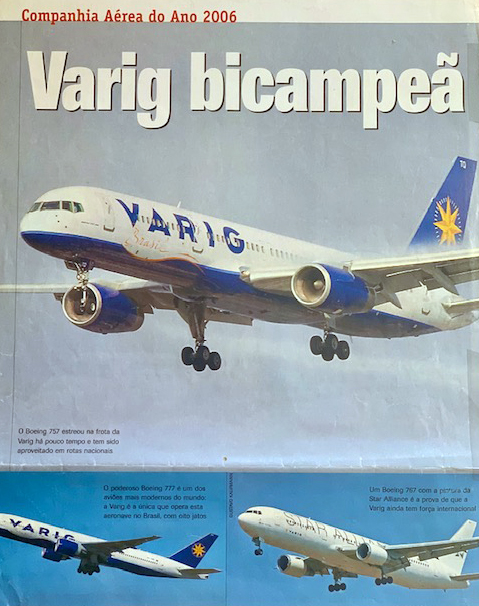 Companhia Aérea do Ano 2006
Varig bicampeã
TQ
VARIG
Brasil
O Boeing 757 estreou na frota da
Varig há pouco tempo e tem sido
aproveitado em rotas nacionais
O poderoso Boeing 777 é um dos
aviões mais modernos do mundo:
a Varig é a única que opera esta
aeronave no Brasil, com oito jatos
VARIG
Um Boeing 767 com a pintura da
Star Alliance é a prova de que a
Varig ainda tem força internacional
STAR ALLIANCE